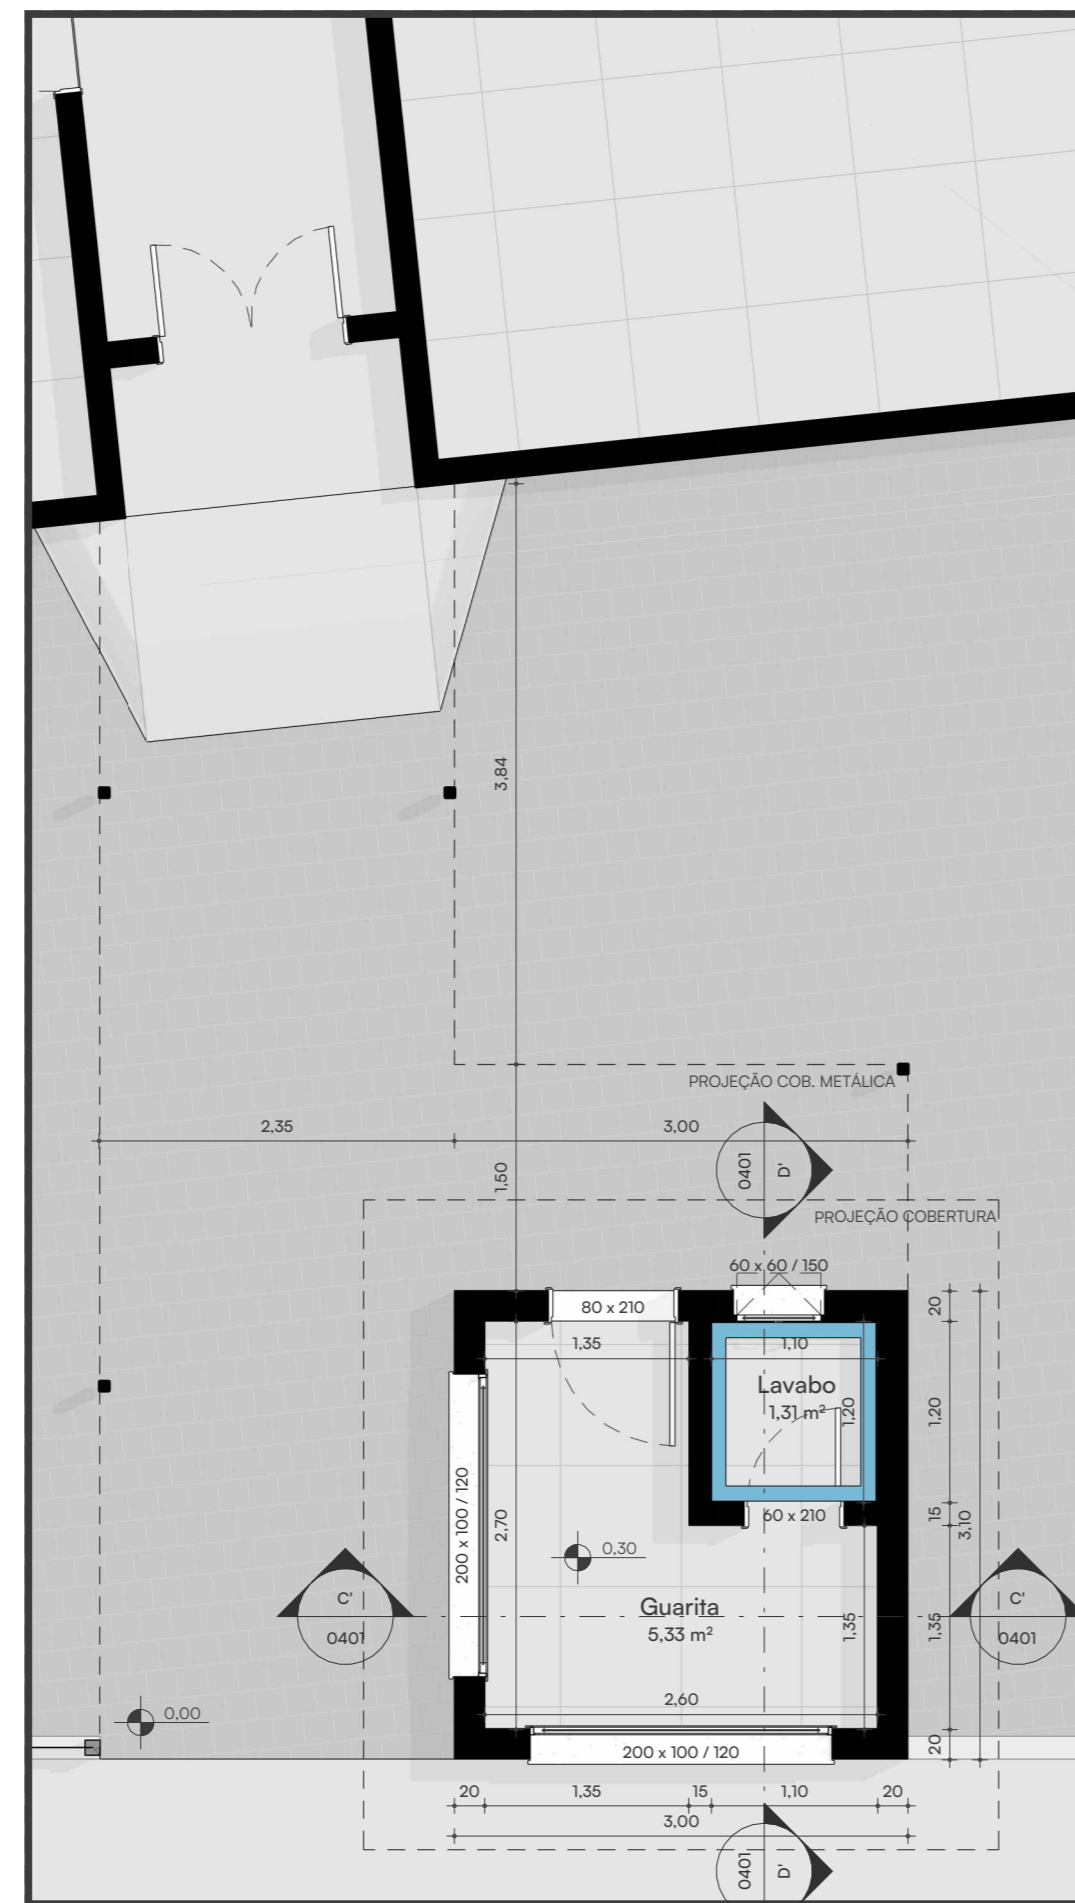 3,84
PROJEÇÃO COB. METÁLICA
2,35
3,00
1,50
0401
D'
PROJEÇÃO COBERTURA
60 x 60 / 150
80 x 210
20
1,35
1,10
Lavabo
1,31 m²
1,20
1,20
200 x 100 / 120
2,70
60 x 210
15
3,10
0,30
C'
0401
Guarita
5,33 m²
1,35
1,35
C'
0401
2,60
0,00
200 x 100 / 120
20
20
1,35
15
1,10
20
3,00
0401
D'